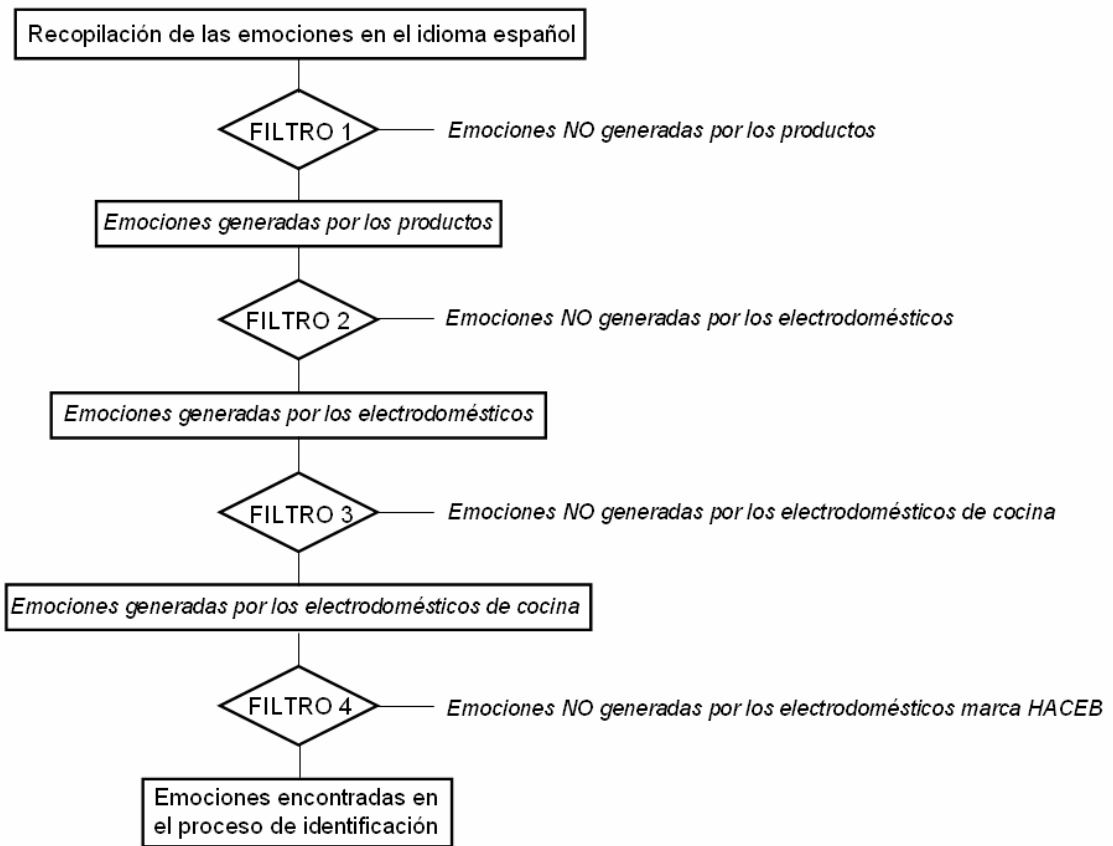 Recopilación de las emociones en el idioma español
FILTRO 1
Emociones NO generadas por los productos
Emociones generadas por los productos
FILTRO 2
Emociones NO generadas por los electrodomésticos
Emociones generadas por los electrodomésticos
FILTRO 3
Emociones NO generadas por los electrodomésticos de cocina
Emociones generadas por los electrodomésticos de cocina
FILTRO 4
Emociones NO generadas por los electrodomésticos marca HACEB
Emociones encontradas en
el proceso de identificación